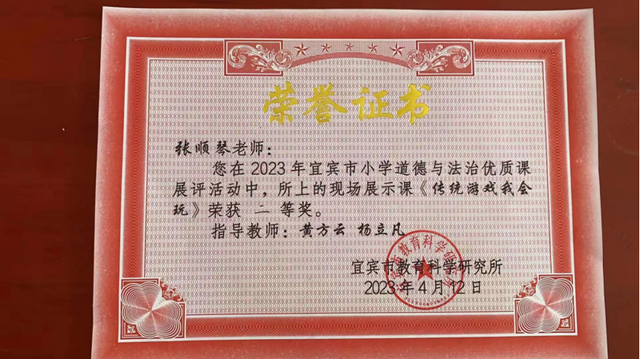 荣誉证书
张顺琴老师：
您在2023年宜宾市小学道德与法治优质课
展评活动中，所上的现场展示课《传统游戏我会
玩》荣获 二 等奖。
指导教师：黄方云 杨立凡
宜宾市教育科学研究所
2023年4月12日